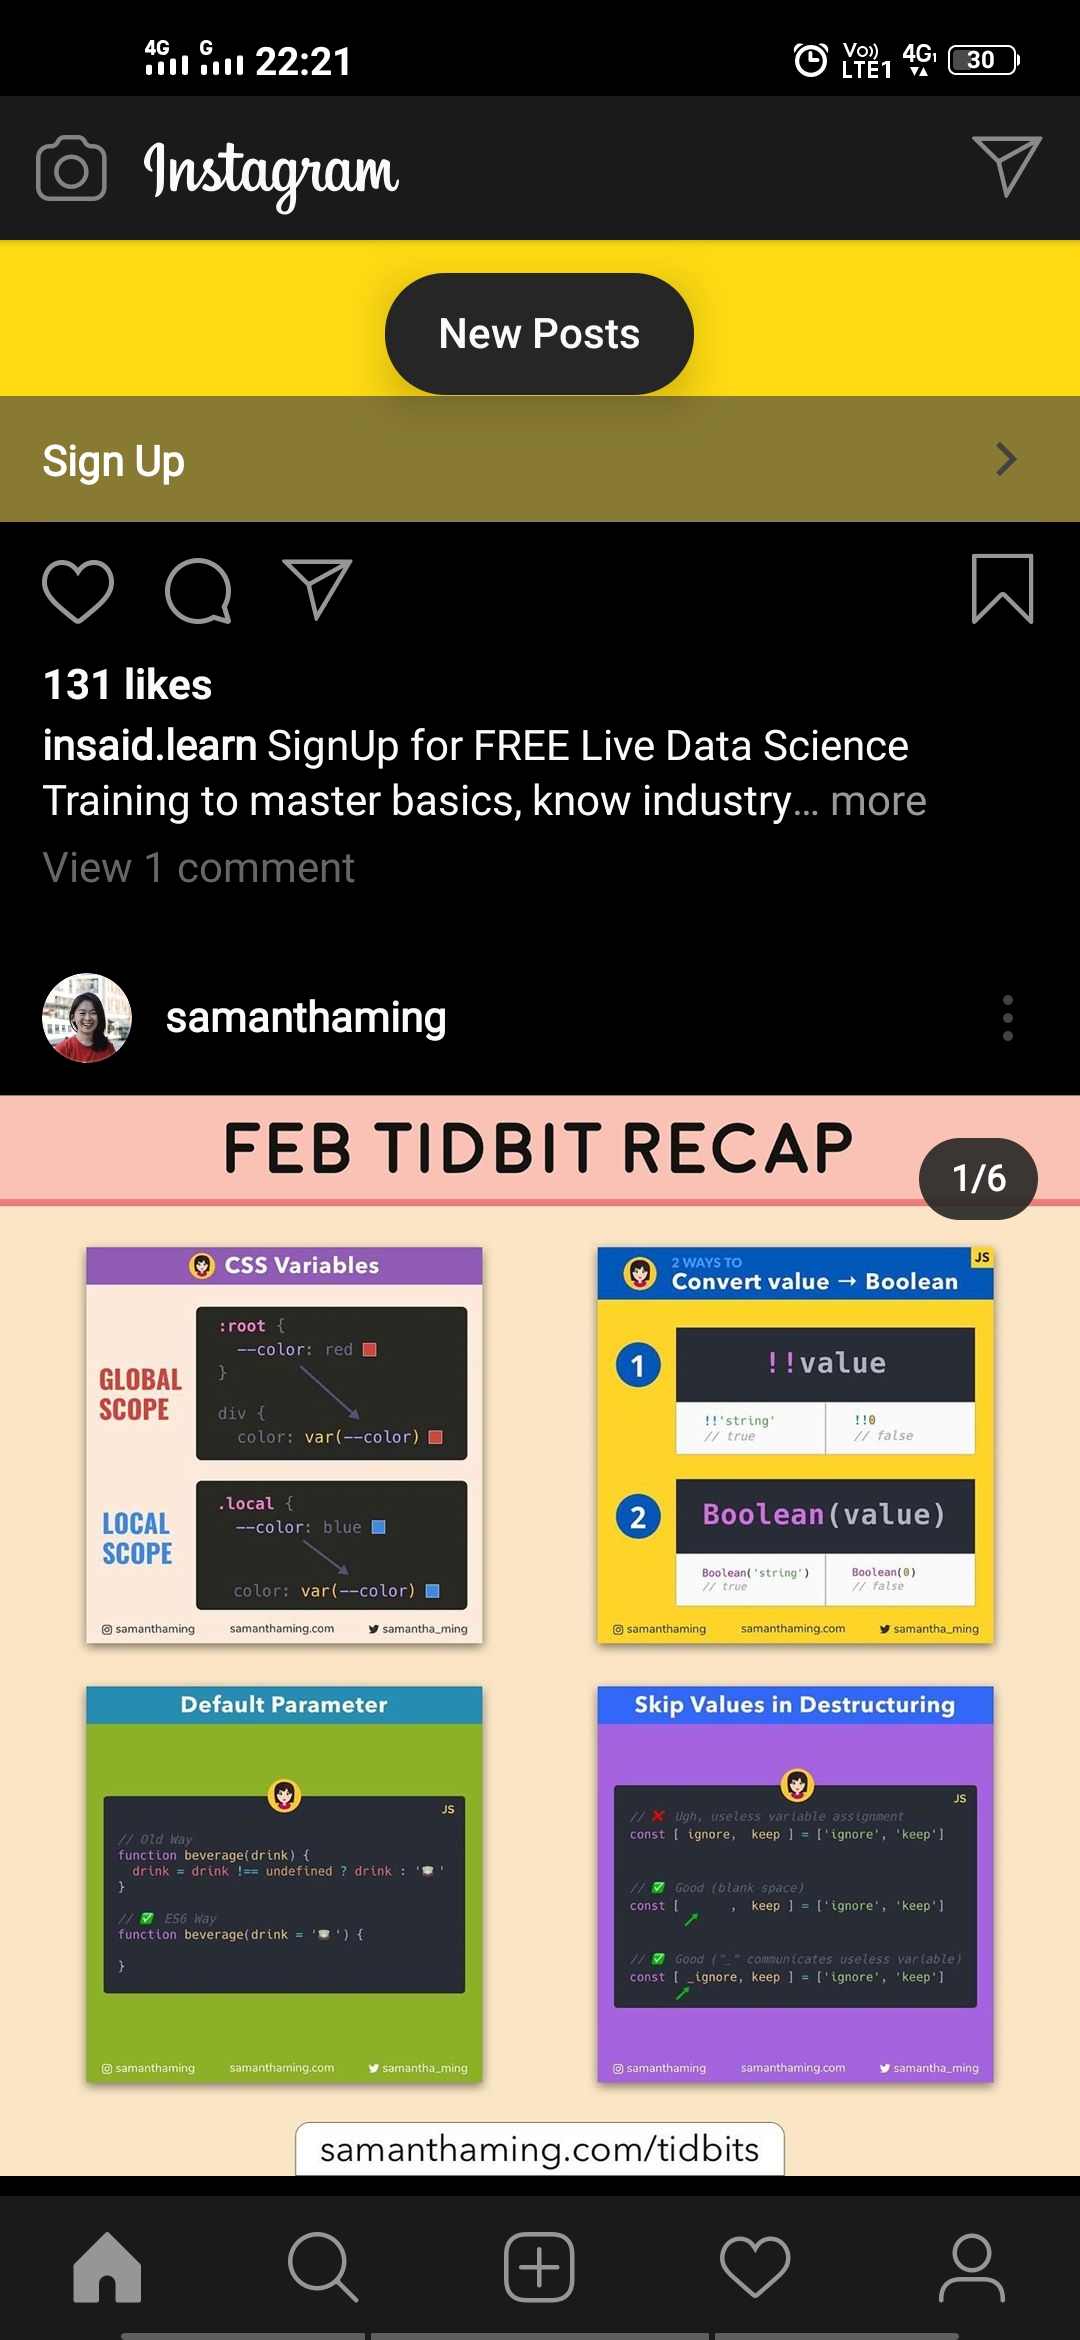 4G G 22:21 Vo)) LTE1 4G1 30
Instagram
New Posts
Sign Up
131 likes
insaid.learn SignUp for FREE Live Data Science
Training to master basics, know industry... more
View 1 comment
samanthaming
FEB TIDBIT RECAP
1/6
CSS Variables
GLOBAL
SCOPE
:root {
--color: red
}
div {
color: var(--color)
LOCAL
SCOPE
.local {
--color: blue
color: var(--color)
samanthaming samanthaming.com samantha_ming
JS
2 WAYS TO
Convert value → Boolean
1
!!value
!!'string' !!0
// true // false
2
Boolean(value)
Boolean('string') Boolean(0)
// true // false
samanthaming samanthaming.com samantha_ming
Default Parameter
JS
// Old Way
function beverage(drink) {
drink = drink !== undefined ? drink : '🍵'
}
// ✅ ES6 Way
function beverage(drink = '🍵') {
}
samanthaming samanthaming.com samantha_ming
Skip Values in Destructuring
JS
// ❌ Ugh, useless variable assignment
const [ ignore, keep ] = ['ignore', 'keep']
// ✅ Good (blank space)
const [ , keep ] = ['ignore', 'keep']
// ✅ Good ("_" communicates useless variable)
const [ _ignore, keep ] = ['ignore', 'keep']
samanthaming samanthaming.com samantha_ming
samanthaming.com/tidbits